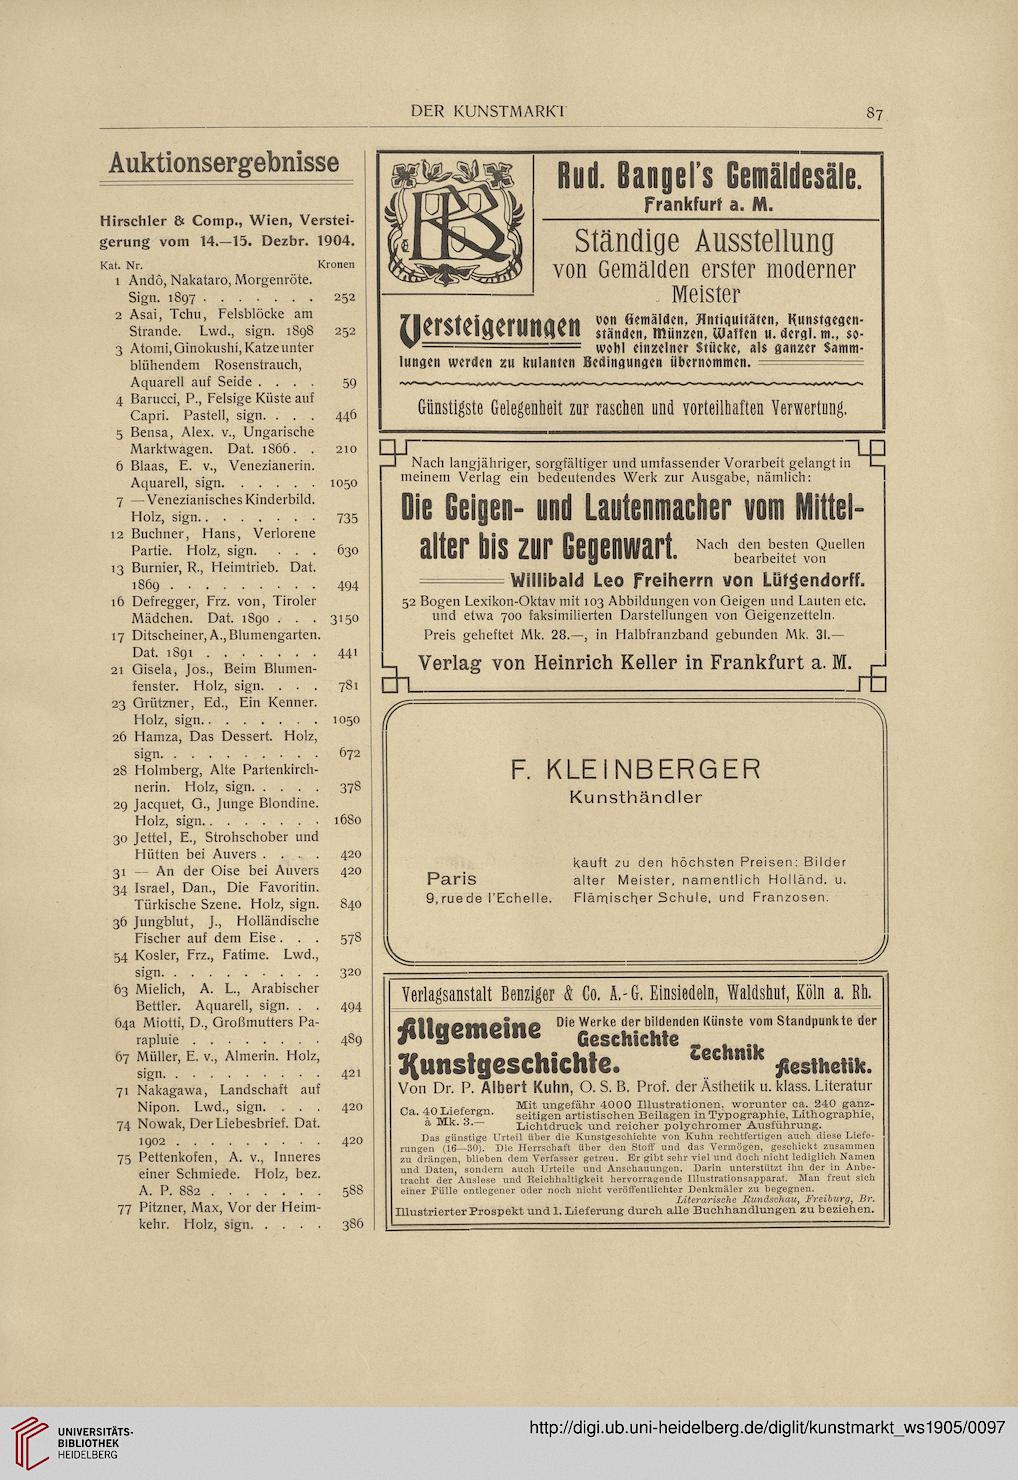 DER KUNSTMARKT
87
Auktionsergebnisse
Hirschler & Comp., Wien, Verstei-
gerung vom 14.—15. Dezbr. 1904.
Kat. Nr. Kronen
1 Andô, Nakataro, Morgenröte.
Sign. 1897 . . . . . . . 252
2 Asai, Tchu, Felsblöcke am
Strande. Lwd., sign. 1898 252
3 Atomi, Ginokushi, Katze unter
blühendem Rosenstrauch,
Aquarell auf Seide . . . . 59
4 Barucci, P., Felsige Küste auf
Capri. Pastell, sign. . . . 446
5 Bensa, Alex. v., Ungarische
Marktwagen. Dat. 1866. . 210
6 Blaas, E. v., Venezianerin.
Aquarell, sign. . . . . . 1050
7 — Venezianisches Kinderbild.
Holz, sign. . . . . . . . 735
12 Buchner, Hans, Verlorene
Partie. Holz, sign. . . . 630
13 Burnier, R., Heimtrieb. Dat.
1869 . . . . . . . . . 494
16 Defregger, Frz. von, Tiroler
Mädchen. Dat. 1890 . . . 3150
17 Ditscheiner, A., Blumengarten.
Dat. 1891 . . . . . . . 441
21 Gisela, Jos., Beim Blumen-
fenster. Holz, sign. . . . 781
23 Grützner, Ed., Ein Kenner.
Holz, sign. . . . . . . . 1050
26 Hamza, Das Dessert. Holz,
sign. . . . . . . . . . 672
28 Holmberg, Alte Partenkirch-
nerin. Holz, sign. . . . . 378
29 Jacquet, G., Junge Blondine.
Holz, sign. . . . . . . . 1680
30 Jettel, E., Strohschober und
Hütten bei Auvers . . . . 420
31 — An der Oise bei Auvers 420
34 Israel, Dan., Die Favoritin.
Türkische Szene. Holz, sign. 840
36 Jungblut, J., Holländische
Fischer auf dem Eise . . . 578
54 Kosler, Frz., Fatime. Lwd.,
sign. . . . . . . . . . 320
63 Mielich, A. L., Arabischer
Bettler. Aquarell, sign. . . 494
64a Miotti, D., Großmutters Pa-
rapluie . . . . . . . . 489
67 Müller, E. v., Almerin. Holz,
sign. . . . . . . . . . 421
71 Nakagawa, Landschaft auf
Nipon. Lwd., sign. . . . 420
74 Nowak, Der Liebesbrief. Dat.
1902 . . . . . . . . . 420
75 Pettenkofen, A. v., Inneres
einer Schmiede. Holz, bez.
A. P. 882 . . . . . . . 588
77 Pitzner, Max, Vor der Heim-
kehr. Holz, sign. . . . . 386
Rud. Bangel's Gemäldesäle.
Frankfurt a. M.
Ständige Ausstellung
von Gemälden erster moderner
Meister
Versteigerungen von Gemälden, Antiquitäten, Kunstgegen-
ständen, Münzen, Waffen u. dergl. m., so-
wohl einzelner Stücke, als ganzer Samm-
lungen werden zu kulanten Bedingungen übernommen.
Günstigste Gelegenheit zur raschen und vorteilhaften Verwertung.
Nach langjähriger, sorgfältiger und umfassender Vorarbeit gelangt in
meinem Verlag ein bedeutendes Werk zur Ausgabe, nämlich:
Die Geigen- und Lautenmacher vom Mittel-
alter bis zur Gegenwart. Nach den besten Quellen
bearbeitet von
Willibald Leo Freiherrn von Lütgendorff.
52 Bogen Lexikon-Oktav mit 103 Abbildungen von Geigen und Lauten etc.
und etwa 700 faksimilierten Darstellungen von Geigenzetteln.
Preis geheftet Mk. 28.—, in Halbfranzband gebunden Mk. 31.—
Verlag von Heinrich Keller in Frankfurt a. M.
F. KLEINBERGER
Kunsthändler
Paris
9, rue de l'Echelle.
kauft zu den höchsten Preisen: Bilder
alter Meister, namentlich Holländ. u.
Flämischer Schule, und Franzosen.
Verlagsanstalt Benziger & Co. A.-G. Einsiedeln, Waldshut, Köln a. Rh.
Allgemeine
Kunstgeschichte.
Die Werke der bildenden Künste vom Standpunkte der
Geschichte
Technik
Aesthetik.
Von Dr. P. Albert Kuhn, O. S. B. Prof. der Ästhetik u. klass. Literatur
Ca. 40 Liefergn.
à Mk. 3.—
Mit ungefähr 4000 Illustrationen, worunter ca. 240 ganz-
seitigen artistischen Beilagen in Typographie, Lithographie,
Lichtdruck und reicher polychromer Ausführung.
Das günstige Urteil über die Kunstgeschichte von Kuhn rechtfertigen auch diese Liefe-
rungen (16—30). Die Herrschaft über den Stoff und das Vermögen, geschickt zusammen
zu drängen, blieben dem Verfasser getreu. Er gibt sehr viel und doch nicht lediglich Namen
und Daten, sondern auch Urteile und Anschauungen. Darin unterstützt ihn der in Anbe-
tracht der Auslese und Reichhaltigkeit hervorragende Illustrationsapparat. Man freut sich
einer Fülle entlegener oder noch nicht veröffentlichter Denkmäler zu begegnen.
Literarische Rundschau, Freiburg, Br.
Illustrierter Prospekt und 1. Lieferung durch alle Buchhandlungen zu beziehen.
UNIVERSITÄTS-
BIBLIOTHEK
HEIDELBERG
http://digi.ub.uni-heidelberg.de/diglit/kunstmarkt_ws1905/0097